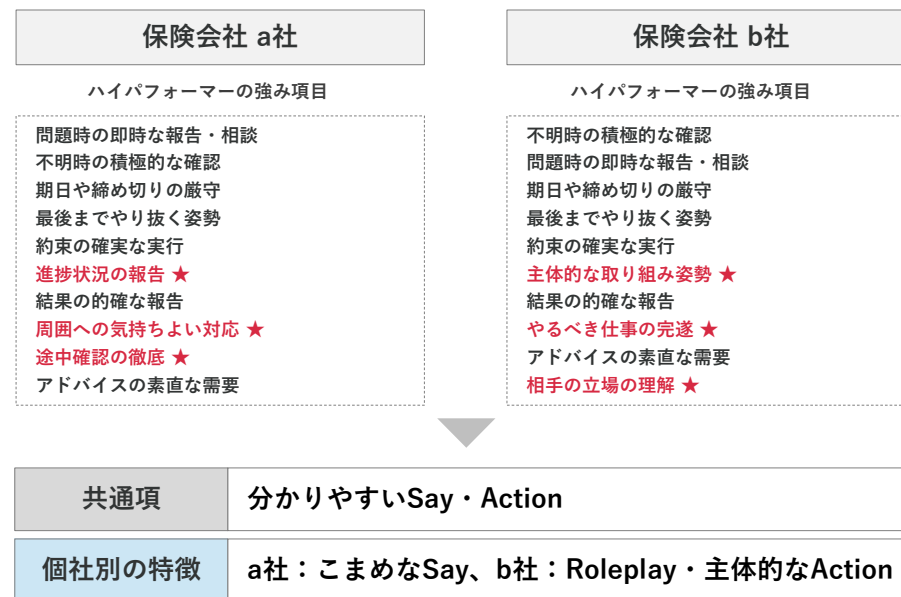 保険会社 a社
ハイパフォーマーの強み項目
問題時の即時な報告・相談
不明時の積極的な確認
期日や締め切りの厳守
最後までやり抜く姿勢
約束の確実な実行
進捗状況の報告 ★
結果の的確な報告
周囲への気持ちよい対応 ★
途中確認の徹底 ★
アドバイスの素直な需要
保険会社 b社
ハイパフォーマーの強み項目
不明時の積極的な確認
問題時の即時な報告・相談
期日や締め切りの厳守
最後までやり抜く姿勢
約束の確実な実行
主体的な取り組み姿勢 ★
結果の的確な報告
やるべき仕事の完遂 ★
アドバイスの素直な需要
相手の立場の理解 ★
共通項
分かりやすいSay・Action
個社別の特徴
a社：こまめなSay、b社：Roleplay・主体的なAction